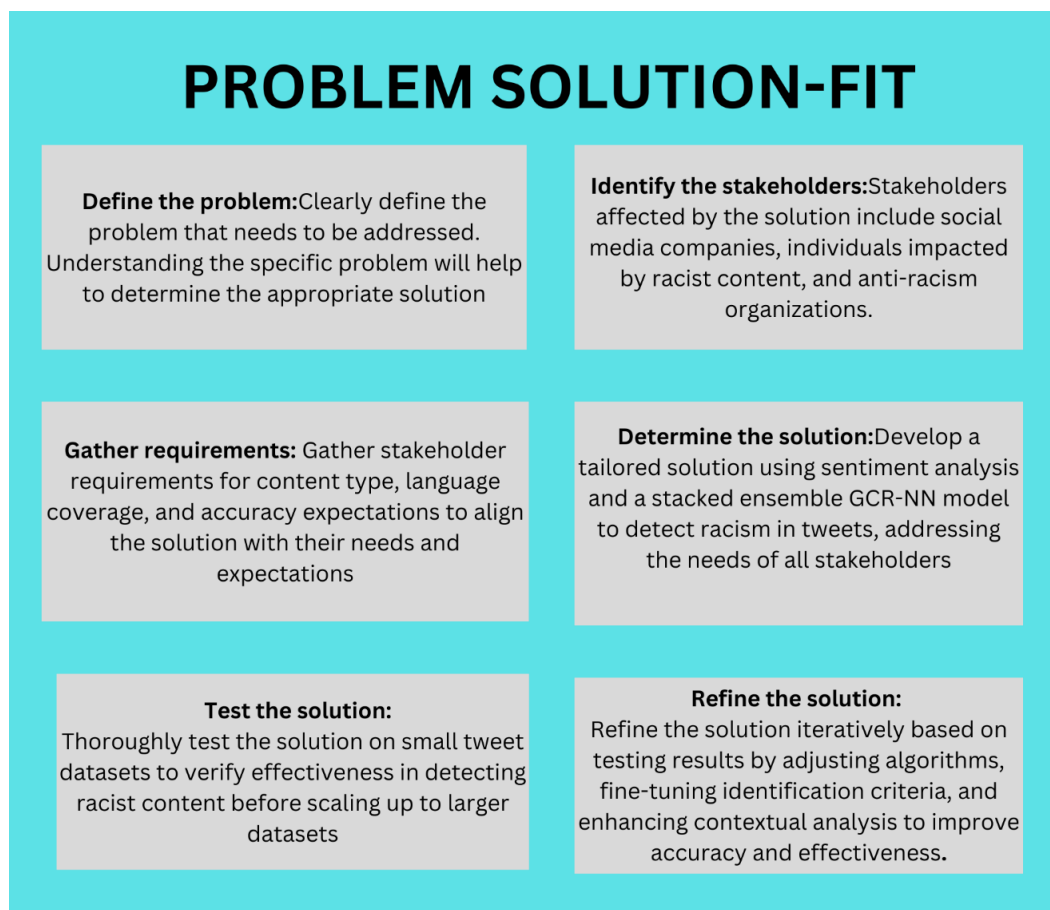 PROBLEM SOLUTION-FIT
Define the problem:Clearly define the
problem that needs to be addressed.
Understanding the specific problem will help
to determine the appropriate solution
Identify the stakeholders:Stakeholders
affected by the solution include social
media companies, individuals impacted
by racist content, and anti-racism
organizations.
Gather requirements: Gather stakeholder
requirements for content type, language
coverage, and accuracy expectations to align
the solution with their needs and
expectations
Determine the solution:Develop a
tailored solution using sentiment analysis
and a stacked ensemble GCR-NN model
to detect racism in tweets, addressing
the needs of all stakeholders
Test the solution:
Thoroughly test the solution on small tweet
datasets to verify effectiveness in detecting
racist content before scaling up to larger
datasets
Refine the solution:
Refine the solution iteratively based on
testing results by adjusting algorithms,
fine-tuning identification criteria, and
enhancing contextual analysis to improve
accuracy and effectiveness.